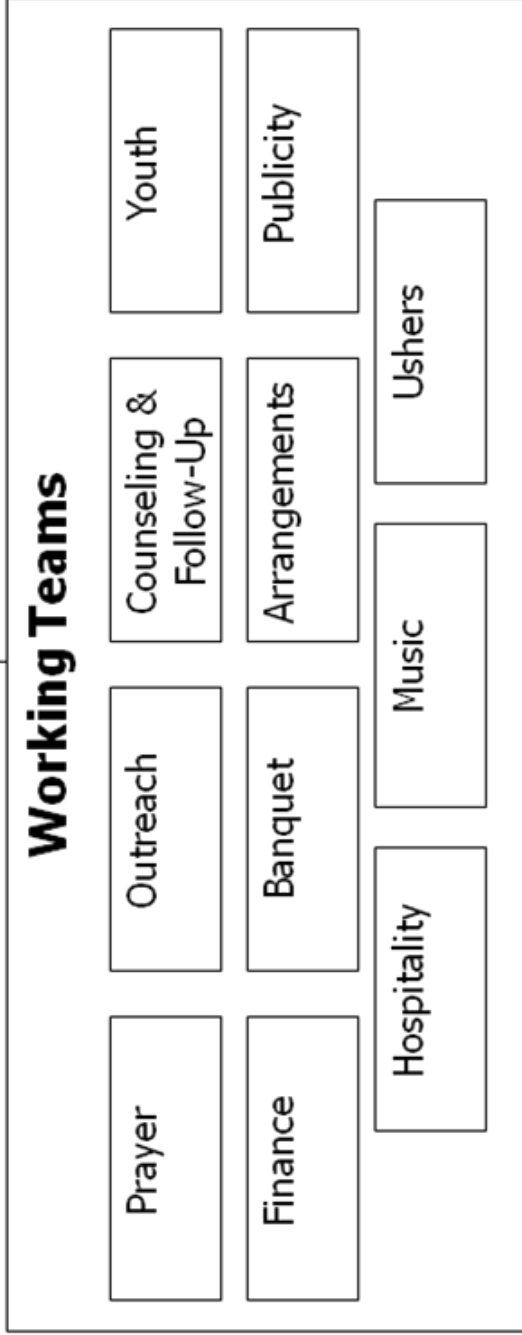 Working Teams
Prayer
Outreach
Counseling &
Follow-Up
Youth
Finance
Banquet
Arrangements
Publicity
Hospitality
Music
Ushers